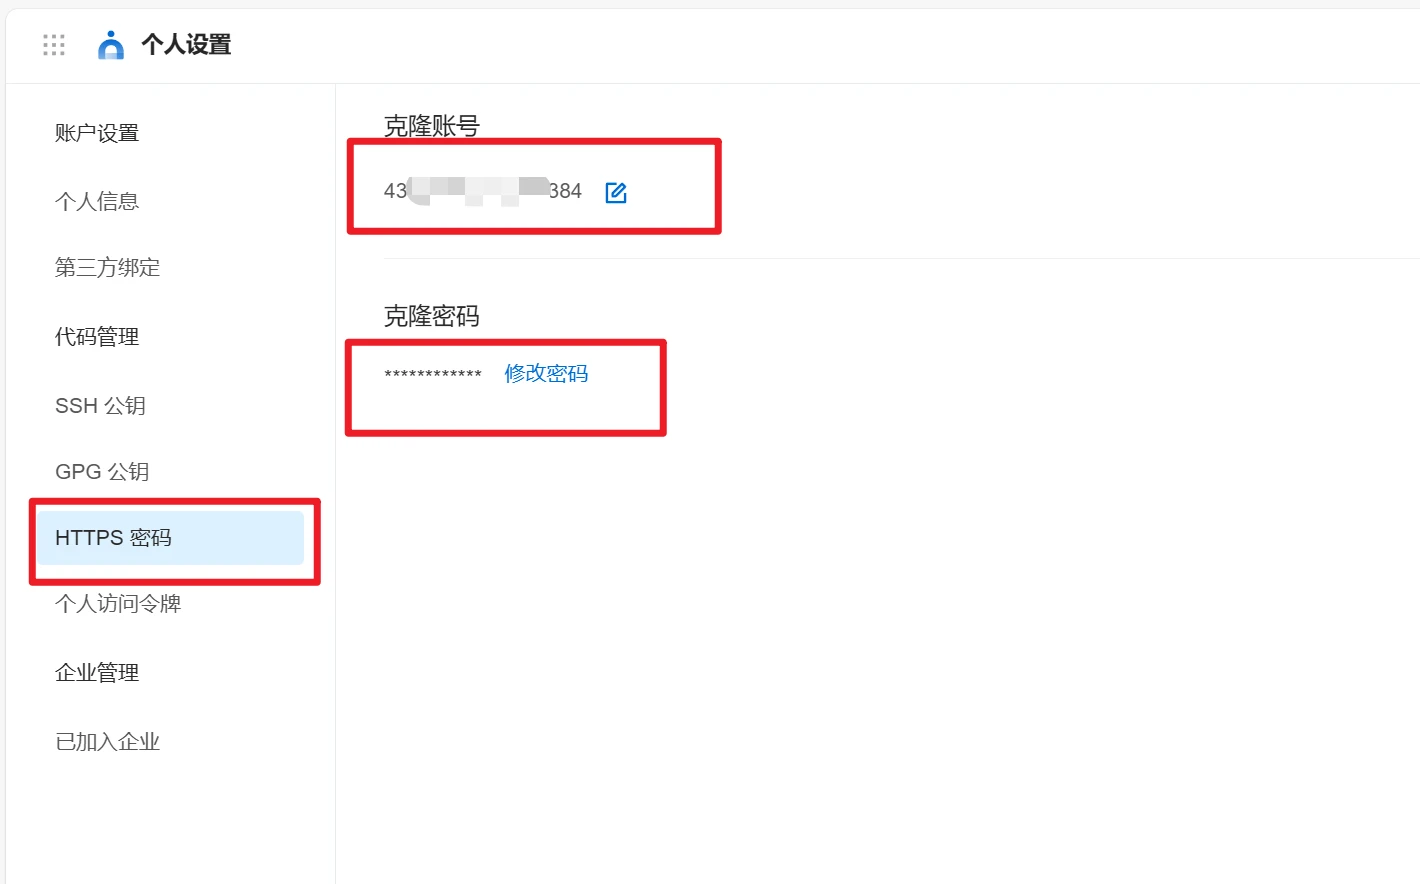 个人设置
账户设置
个人信息
第三方绑定
代码管理
SSH 公钥
GPG 公钥
HTTPS 密码
个人访问令牌
企业管理
已加入企业
克隆账号
43 384
克隆密码
************ 修改密码